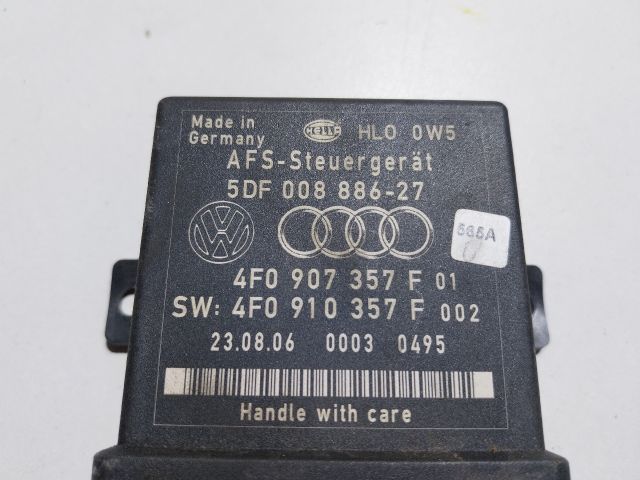 Made in
Germany
HELLA
HLO 0W5
AFS-Steuergerät
5DF 008 886-27
565A
4F0 907 357 F 01
SW: 4F0 910 357 F 002
23.08.06 0003 0495
Handle with care